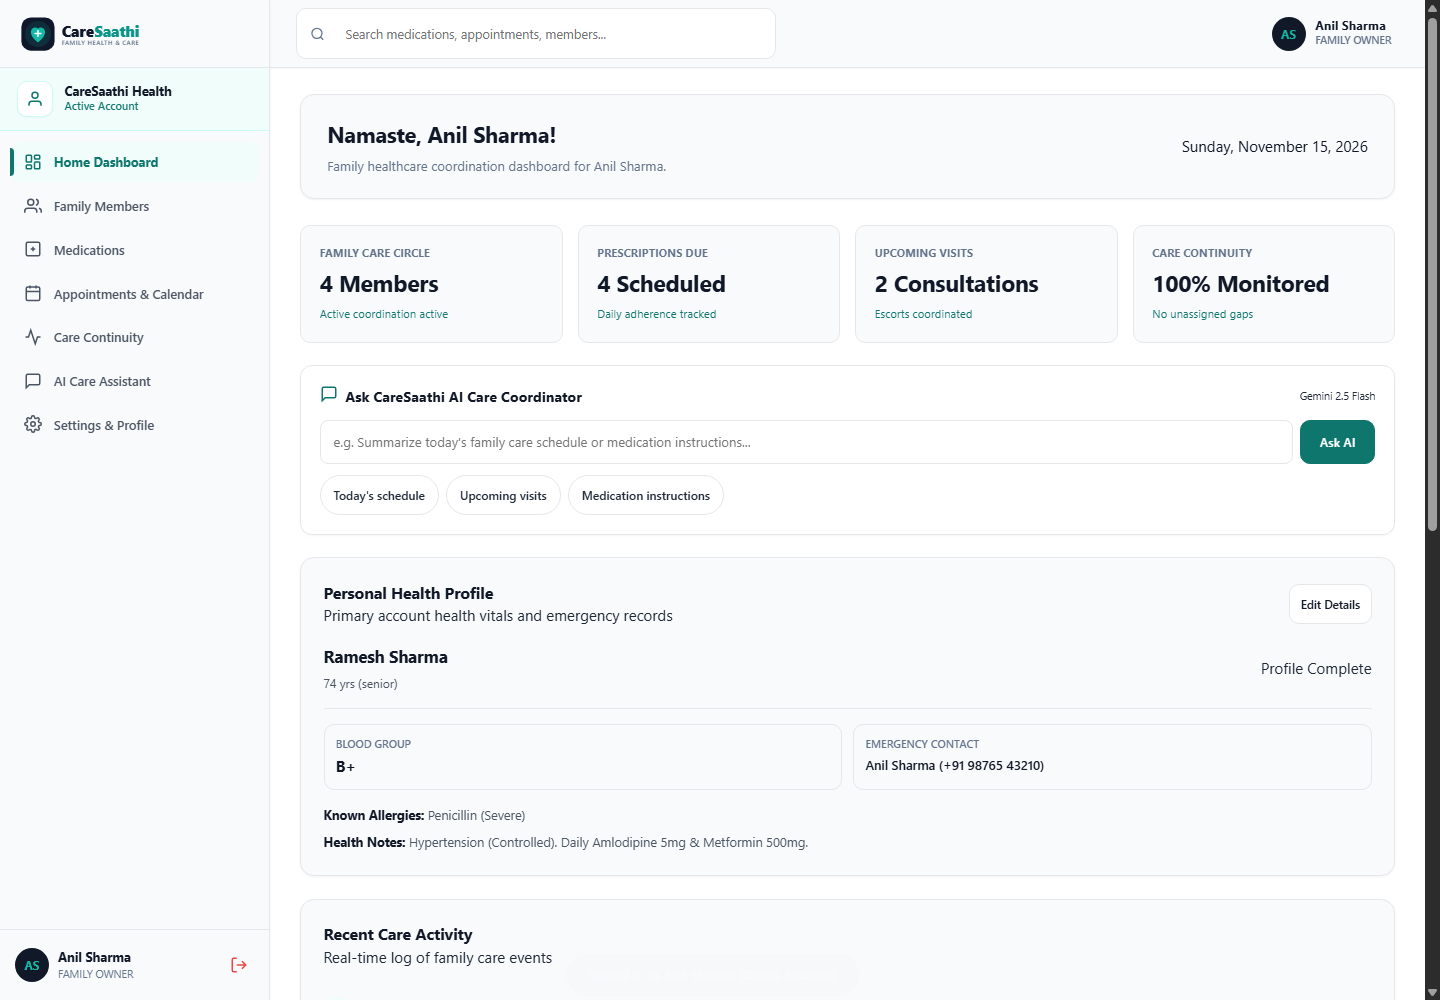 CareSaathi
FAMILY HEALTH & CARE
CareSaathi Health
Active Account
Home Dashboard
Family Members
Medications
Appointments & Calendar
Care Continuity
AI Care Assistant
Settings & Profile
AS
Anil Sharma
FAMILY OWNER
Search medications, appointments, members...
AS
Anil Sharma
FAMILY OWNER
Namaste, Anil Sharma!
Family healthcare coordination dashboard for Anil Sharma.
Sunday, November 15, 2026
FAMILY CARE CIRCLE
4 Members
Active coordination active
PRESCRIPTIONS DUE
4 Scheduled
Daily adherence tracked
UPCOMING VISITS
2 Consultations
Escorts coordinated
CARE CONTINUITY
100% Monitored
No unassigned gaps
Ask CareSaathi AI Care Coordinator
Gemini 2.5 Flash
e.g. Summarize today's family care schedule or medication instructions...
Ask AI
Today's schedule
Upcoming visits
Medication instructions
Personal Health Profile
Primary account health vitals and emergency records
Edit Details
Ramesh Sharma
74 yrs (senior)
Profile Complete
BLOOD GROUP
B+
EMERGENCY CONTACT
Anil Sharma (+91 98765 43210)
Known Allergies: Penicillin (Severe)
Health Notes: Hypertension (Controlled). Daily Amlodipine 5mg & Metformin 500mg.
Recent Care Activity
Real-time log of family care events